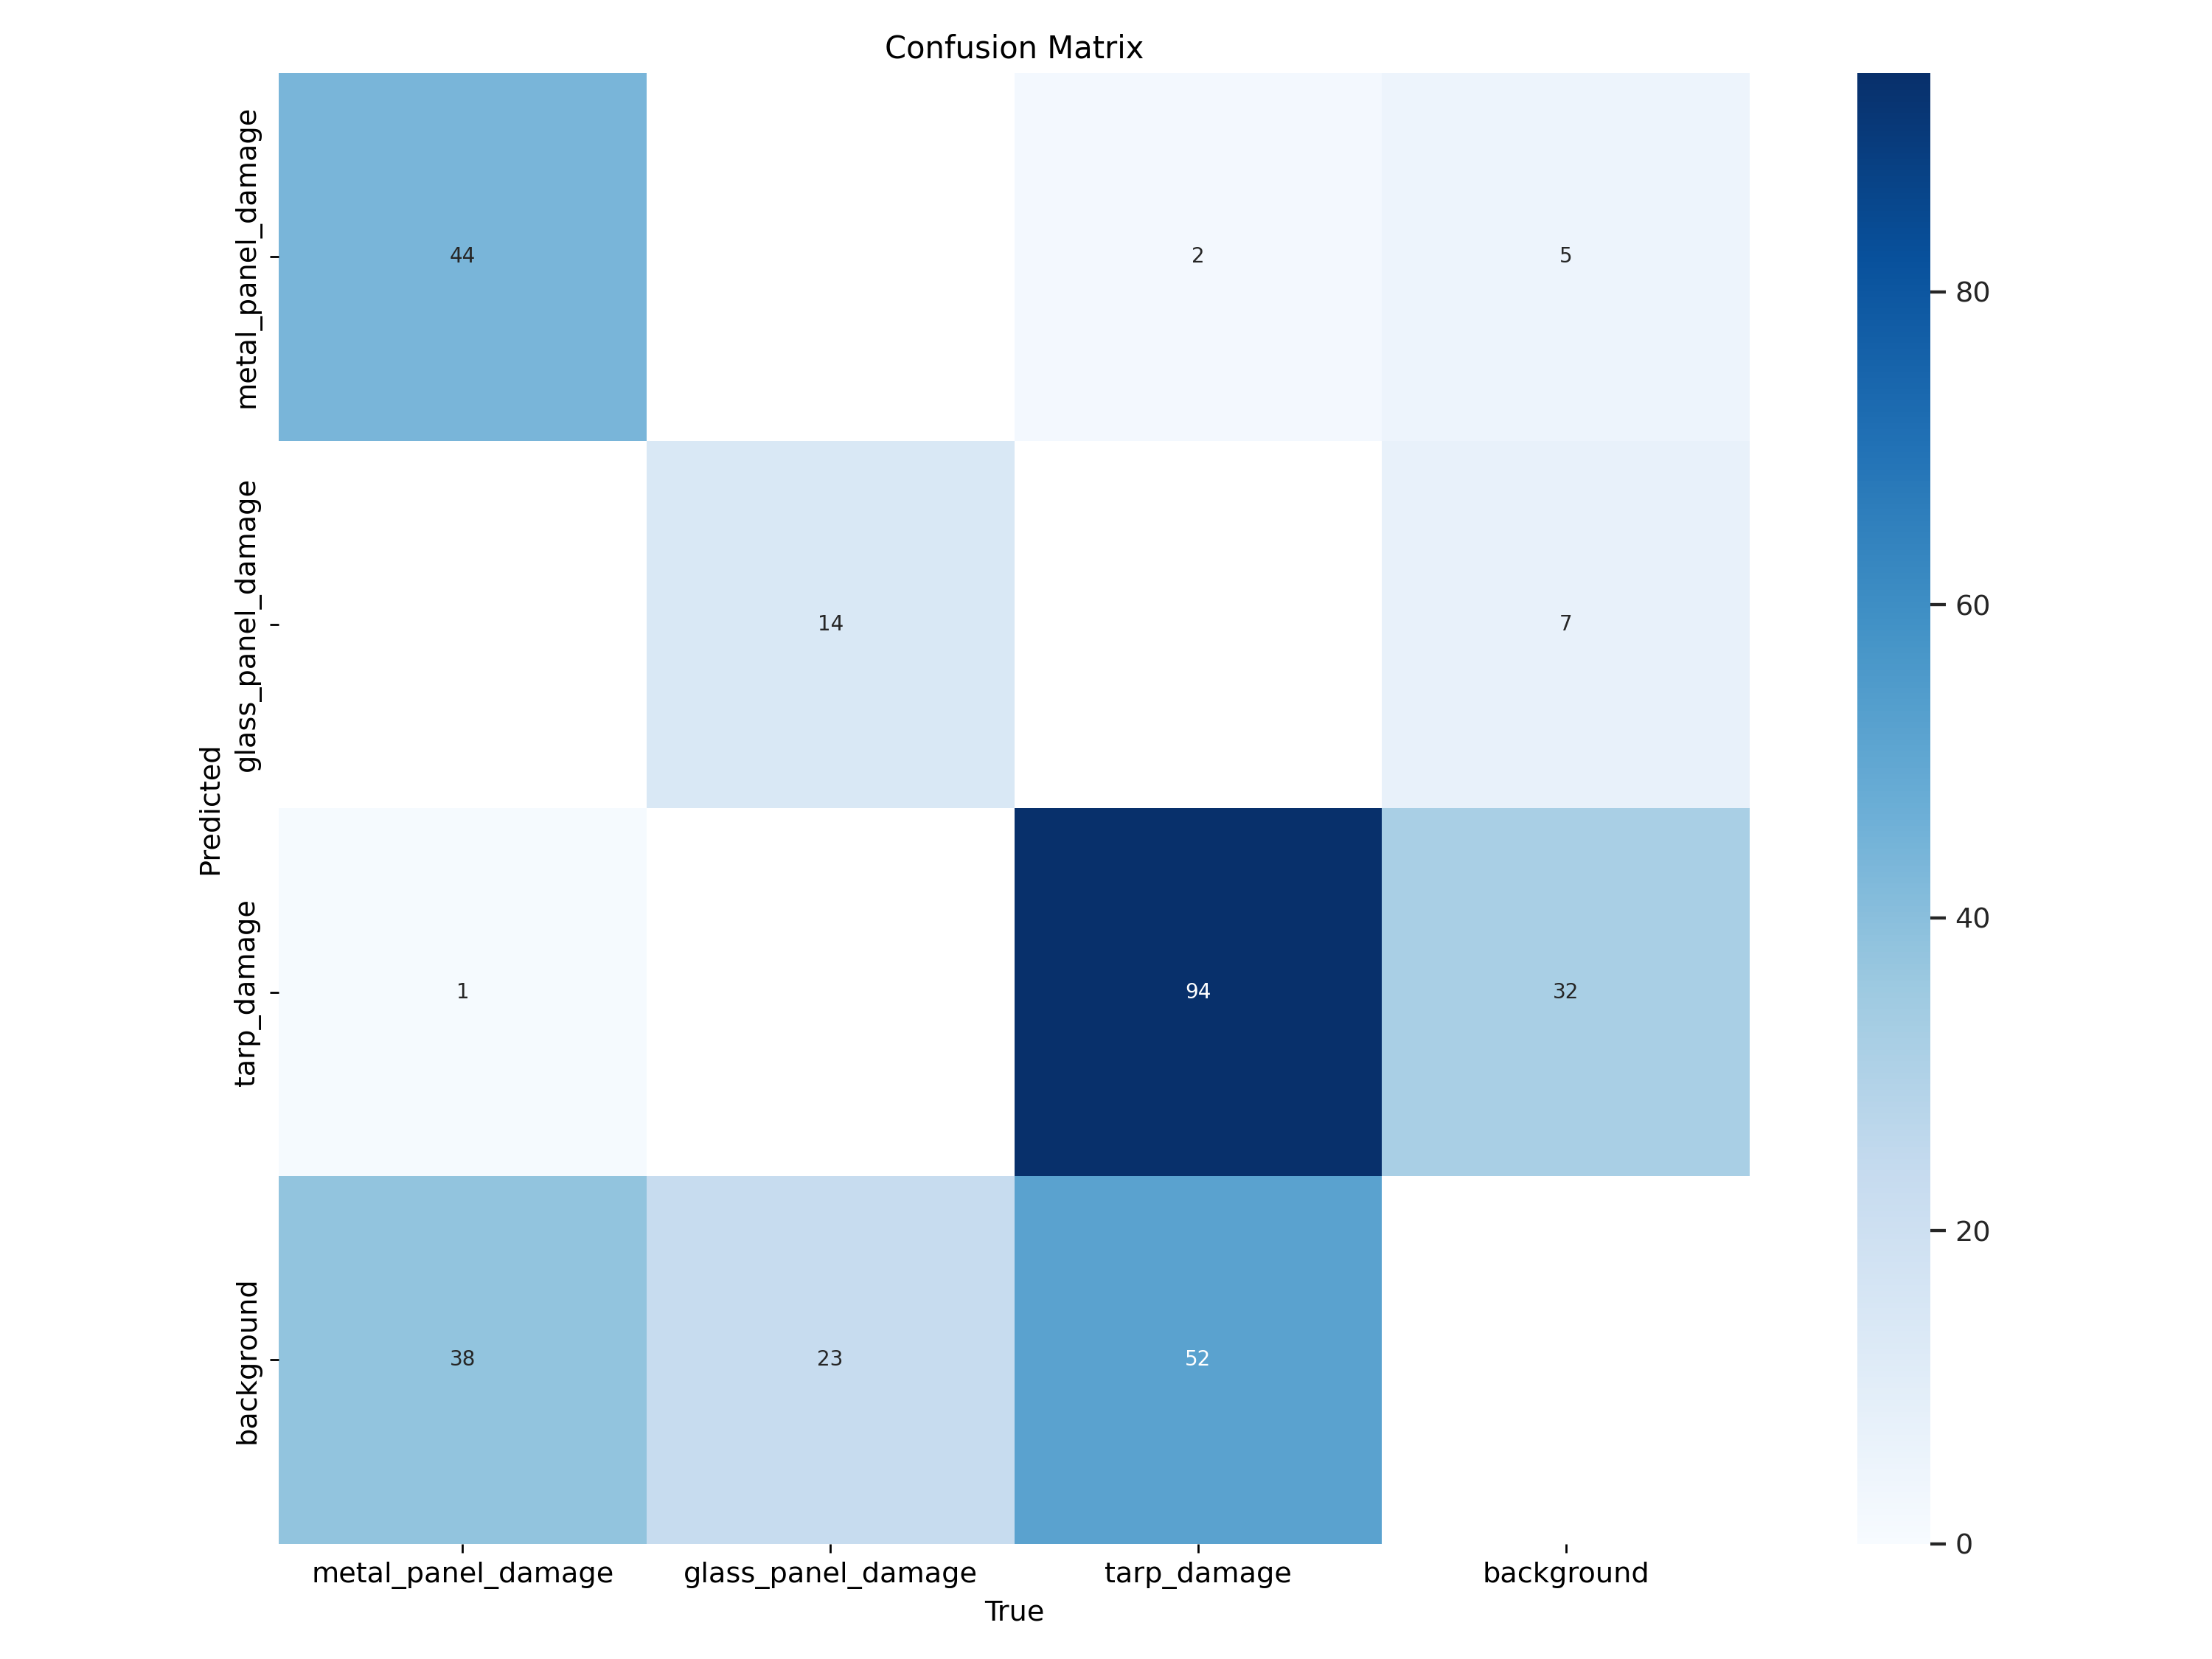 Confusion Matrix
metal_panel_damage
44
2
5
glass_panel_damage
14
7
Predicted
tarp_damage
1
94
32
background
38
23
52
metal_panel_damage
glass_panel_damage
tarp_damage
background
True
80
60
40
20
0